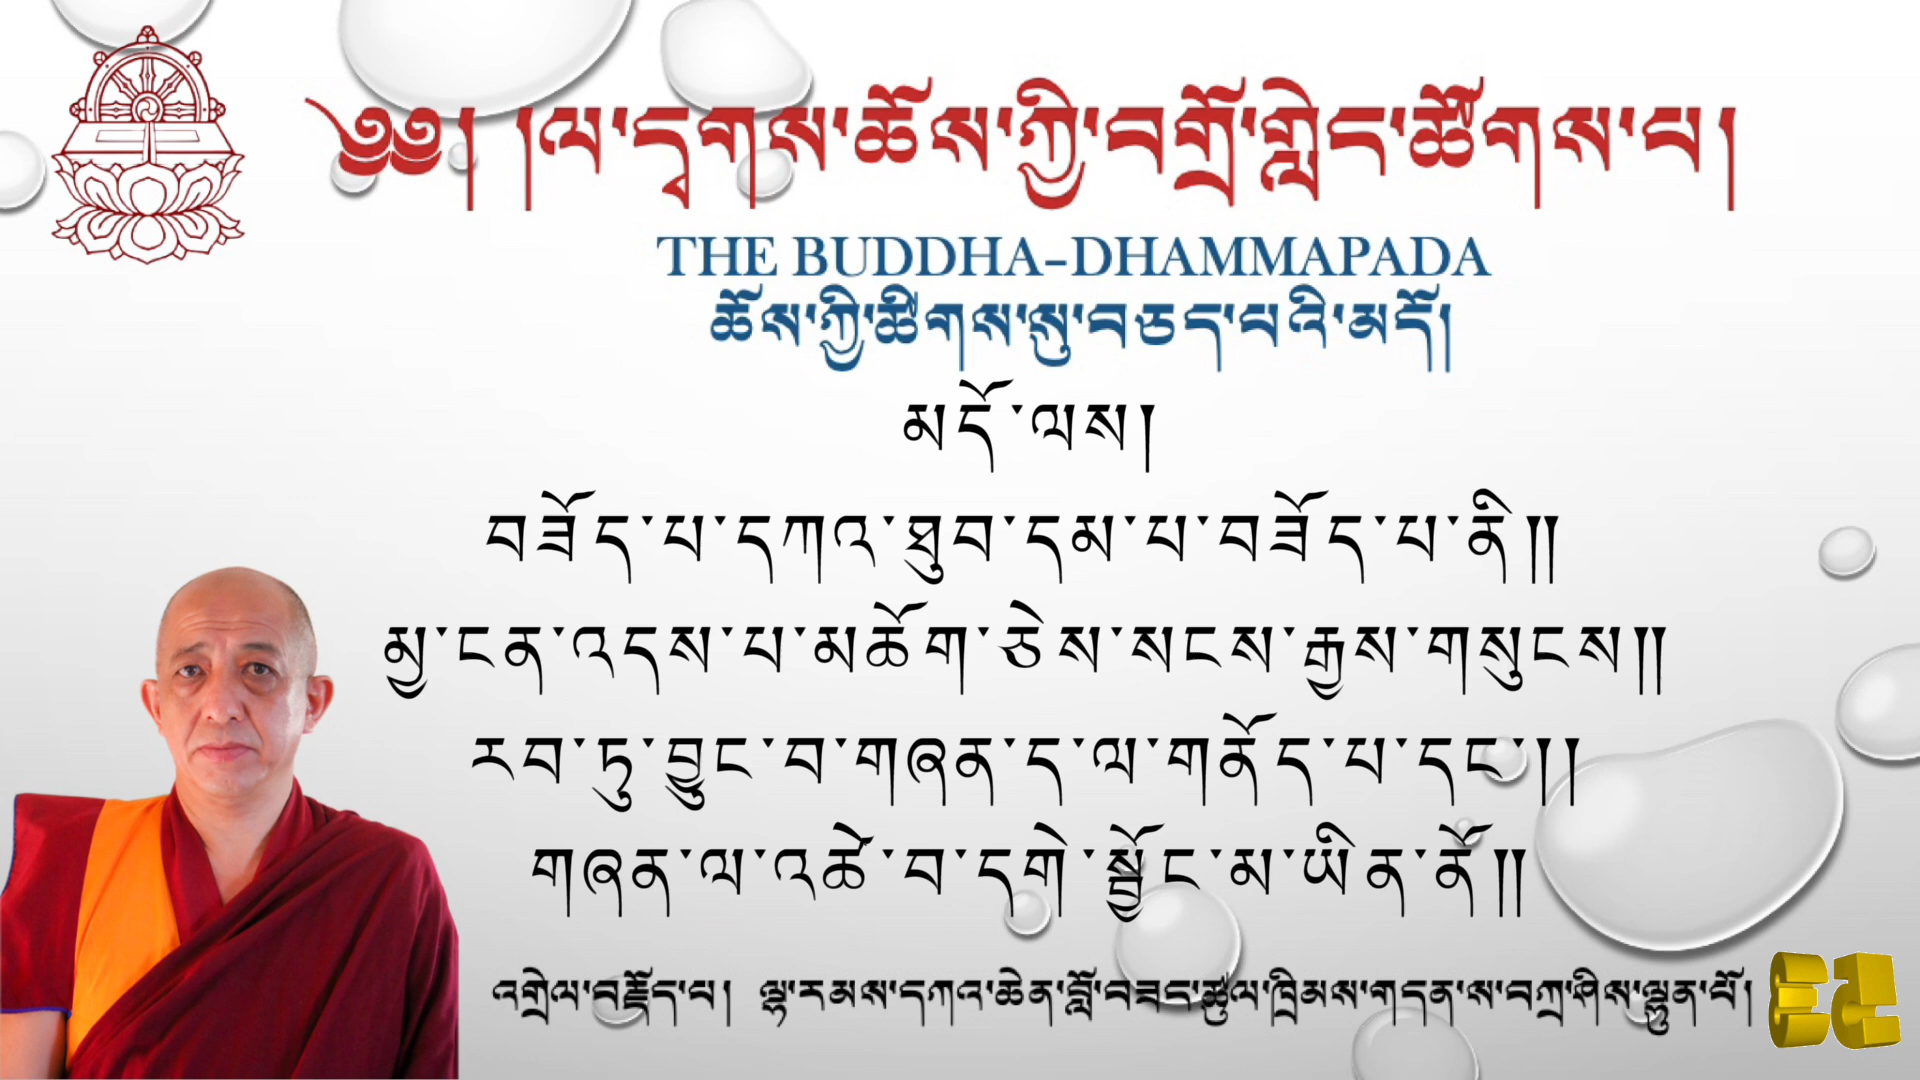 ༄༅། །ལ་དྭགས་ཆོས་ཀྱི་བགྲོ་གླེང་ཚོགས་པ།
THE BUDDHA-DHAMMAPADA
ཆོས་ཀྱི་ཚིགས་སུ་བཅད་པའི་མདོ།
མདོ་ལས།
བཟོད་པ་དཀའ་ཐུབ་དམ་པ་བཟོད་པ་ནི༎
མྱ་ངན་འདས་པ་མཆོག་ཅེས་སངས་རྒྱས་གསུངས༎
རབ་ཏུ་བྱུང་བ་གཞན་ད་ལ་གནོད་པ་དང་།།
གཞན་ལ་འཚེ་བ་དགེ་སྦྱོང་མ་ཡིན་ནོ༎
འགྲེལ་བརྗོད་པ། ལྷ་རམས་དཀའ་ཆེན་བློ་བཟང་ཚུལ་ཁྲིམས་གདན་ས་བཀྲ་ཤིས་ལྷུན་པོ།